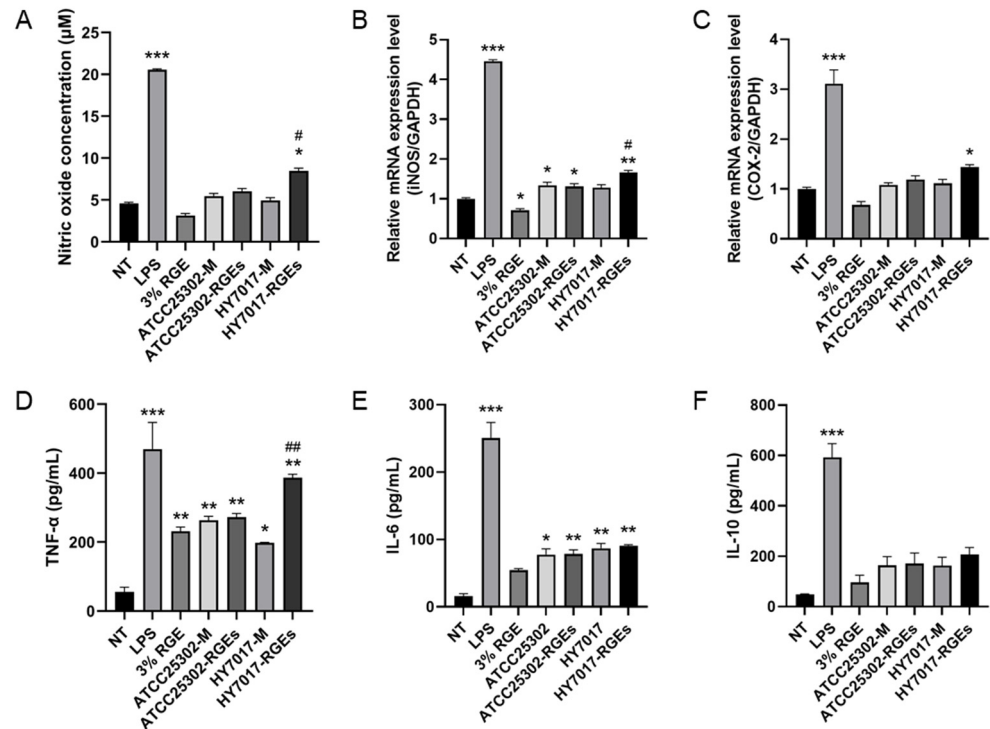 A
Nitric oxide concentration (μM)
25
20
15
10
5
0
***
#
*
NT
LPS
3% RGE
ATCC25302-M
ATCC25302-RGEs
HY7017-M
HY7017-RGEs
B
Relative mRNA expression level
(iNOS/GAPDH)
5
4
3
2
1
0
***
*
*
*
#
**
NT
LPS
3% RGE
ATCC25302-M
ATCC25302-RGEs
HY7017-M
HY7017-RGEs
C
Relative mRNA expression level
(COX-2/GAPDH)
4
3
2
1
0
***
*
NT
LPS
3% RGE
ATCC25302-M
ATCC25302-RGEs
HY7017-M
HY7017-RGEs
D
TNF-α (pg/mL)
600
400
200
0
***
**
**
**
*
##
**
NT
LPS
3% RGE
ATCC25302-M
ATCC25302-RGEs
HY7017-M
HY7017-RGEs
E
IL-6 (pg/mL)
300
200
100
0
***
*
**
**
**
NT
LPS
3% RGE
ATCC25302
ATCC25302-RGEs
HY7017
HY7017-RGEs
F
IL-10 (pg/mL)
800
600
400
200
0
***
NT
LPS
3% RGE
ATCC25302-M
ATCC25302-RGEs
HY7017-M
HY7017-RGEs